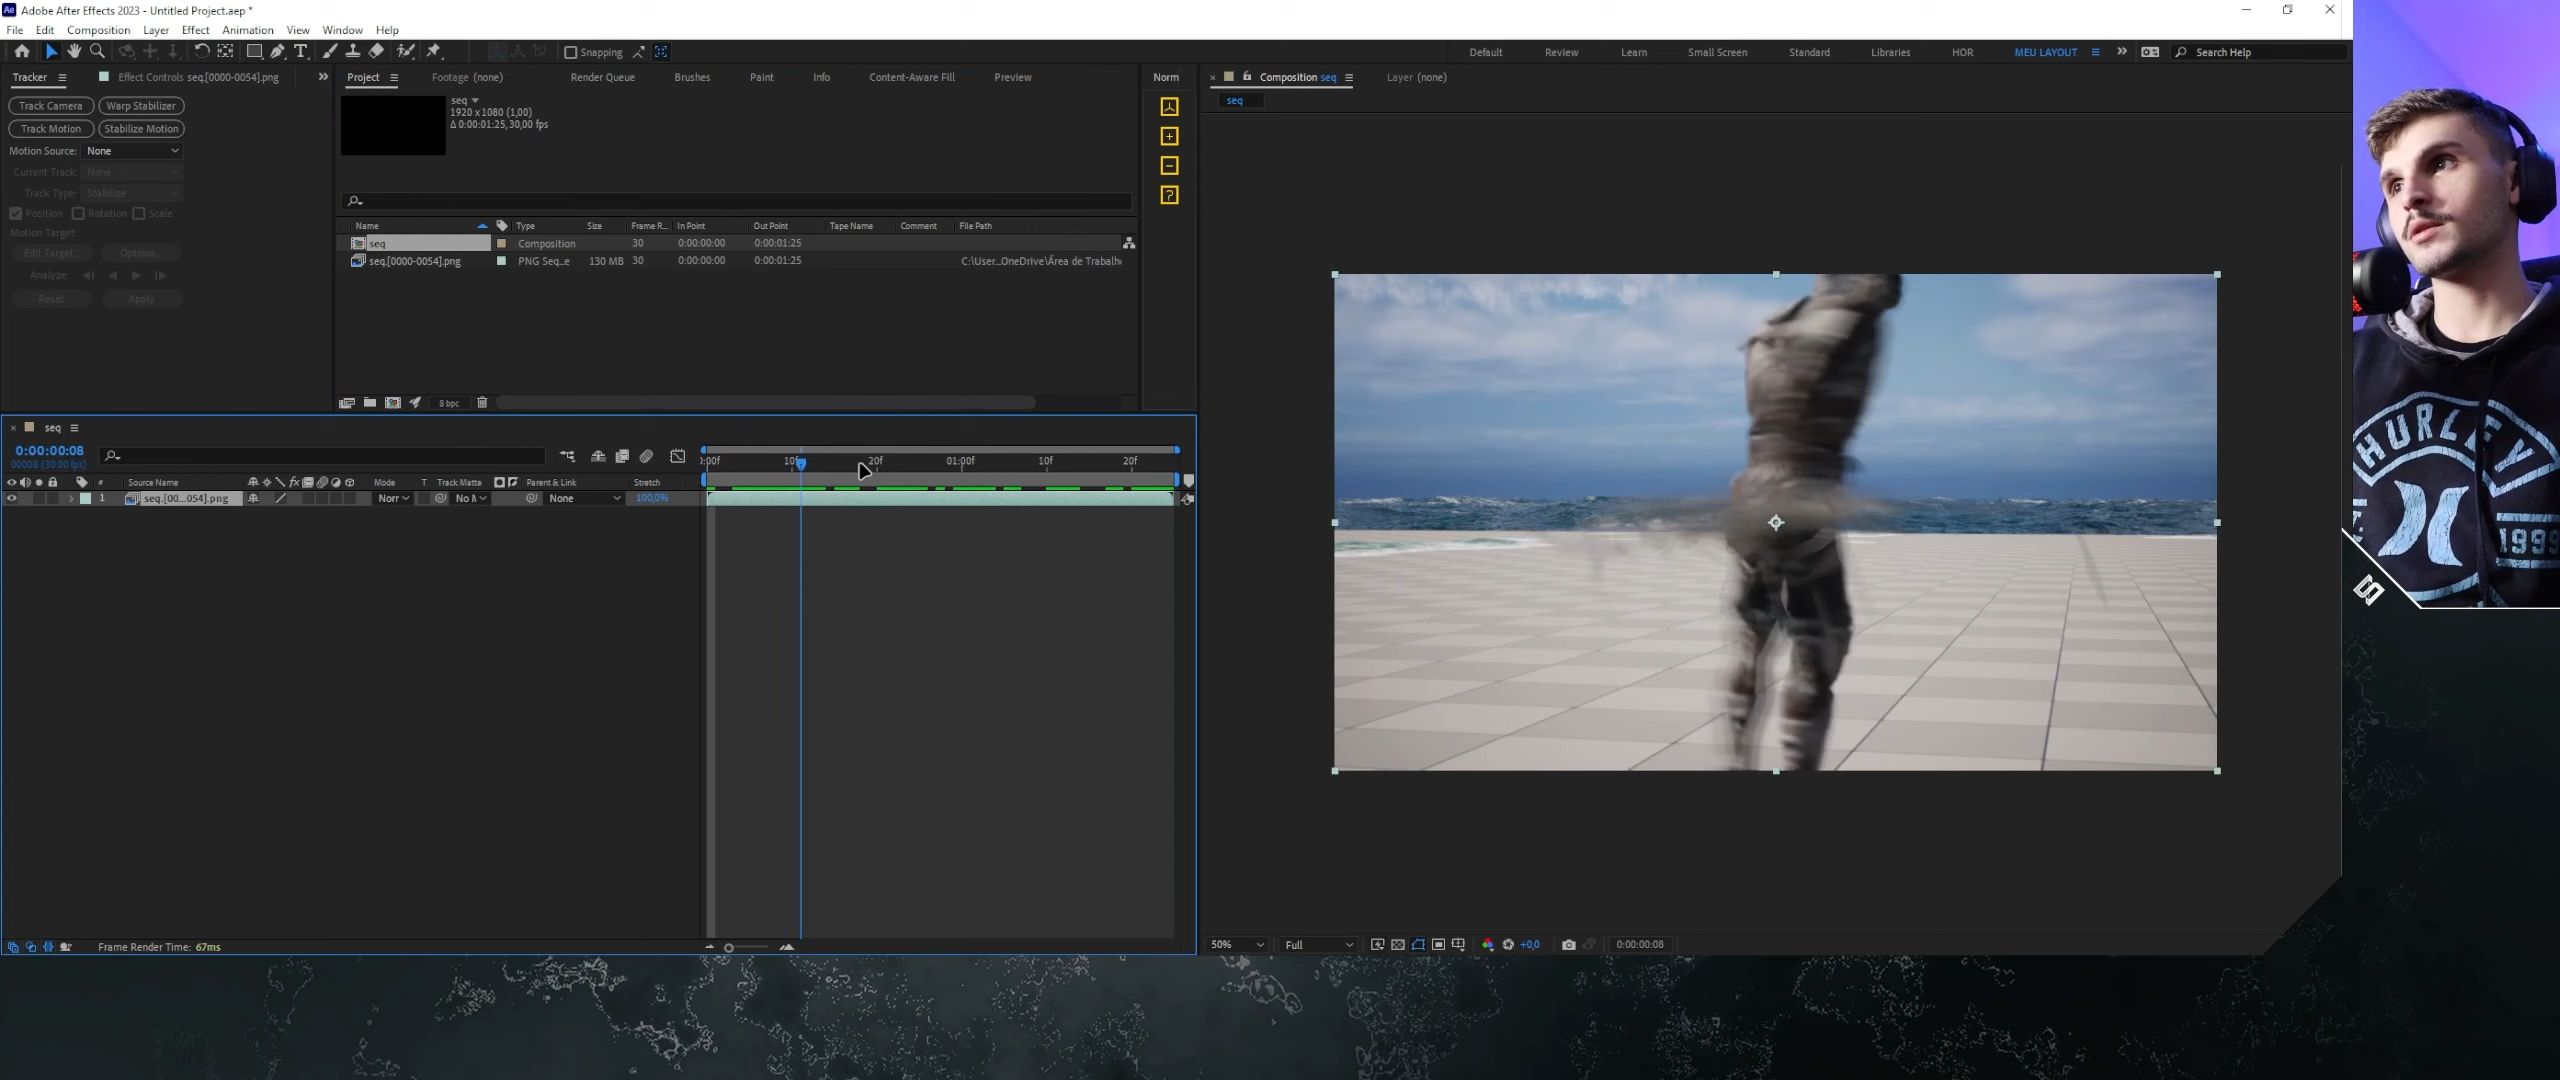 Ae Adobe After Effects 2023 - Untitled Project.aep *
File Edit Composition Layer Effect Animation View Window Help
Snapping
Default Review Learn Small Screen Standard Libraries HOR MEU LAYOUT Search Help
Tracker Effect Controls seq.[0000-0054].png
Track Camera Warp Stabilizer
Track Motion Stabilize Motion
Motion Source: None
Current Track: None
Track Type: Stabilize
Position Rotation Scale
Motion Target:
Edit Target... Options...
Analyze:
Reset Apply
Project Footage (none) Render Queue Brushes Paint Info Content-Aware Fill Preview
seq
1920 x 1080 (1,00)
Δ 0:00:01:25, 30,00 fps
Name Type Size Frame R... In Point Out Point Tape Name Comment File Path
seq Composition 30 0:00:00:00 0:00:01:25
seq.[0000-0054].png PNG Seq...e 130 MB 30 0:00:00:00 0:00:01:25 C:\User...OneDrive\Área de Trabalh
8 bpc
Norm
Composition seq Layer (none)
seq
seq
0:00:00:08
00008 (30.00 fps)
:00f 10f 20f 01:00f 10f 20f
# Source Name fx Mode T Track Matte Parent & Link Stretch
1 seq.[00...054].png Norr No M None 100,0%
Frame Render Time: 67ms
50% Full +0,0 0:00:00:08
HURLEY
1999